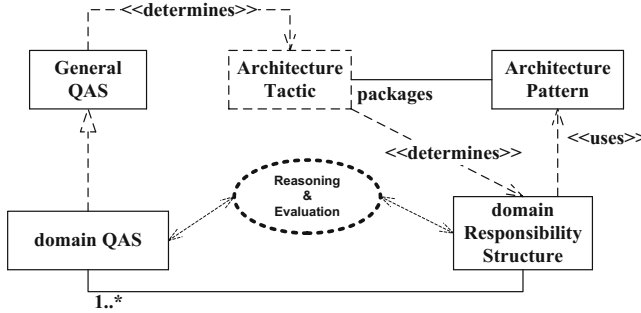 <<determines>>
General
QAS
Architecture
Tactic
packages
Architecture
Pattern
<<determines>>
<<uses>>
Reasoning
&
Evaluation
domain QAS
domain
Responsibility
Structure
1..*